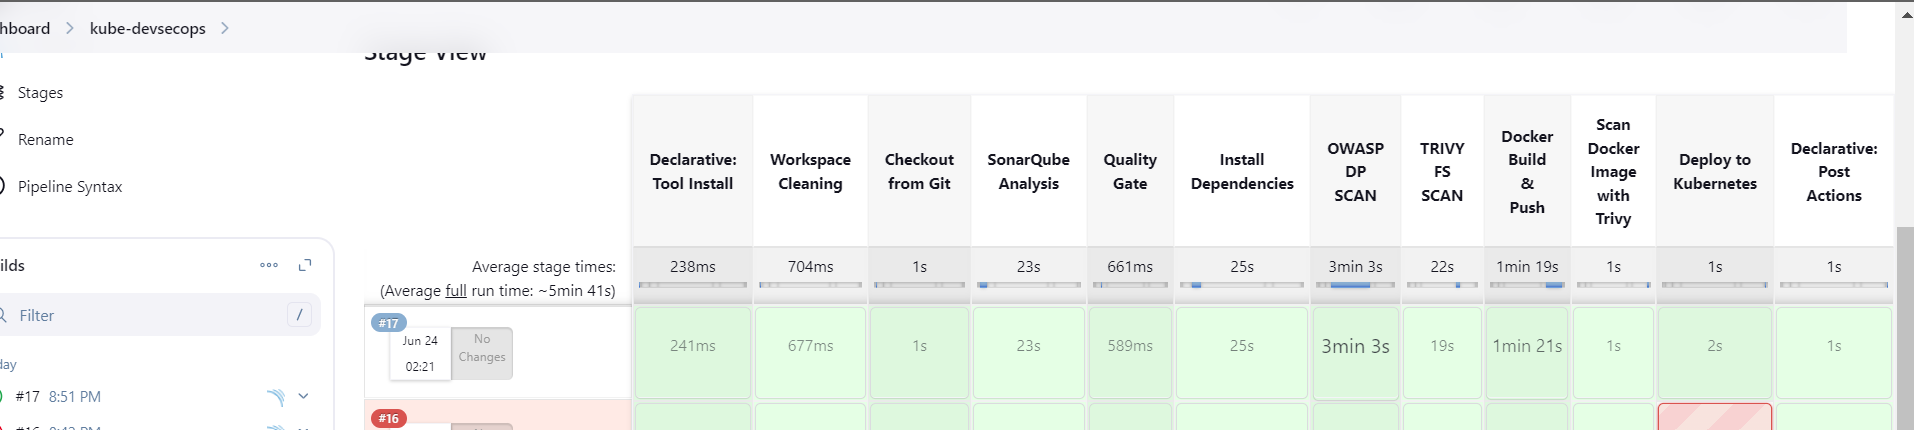 hboard > kube-devsecops >
Stage View
Stages
Rename
Pipeline Syntax
ilds
Filter /
day
#17 8:51 PM
Declarative:
Tool Install
Workspace
Cleaning
Checkout
from Git
SonarQube
Analysis
Quality
Gate
Install
Dependencies
OWASP
DP
SCAN
TRIVY
FS
SCAN
Docker
Build
&
Push
Scan
Docker
Image
with
Trivy
Deploy to
Kubernetes
Declarative:
Post
Actions
Average stage times:
(Average full run time: ~5min 41s)
238ms 704ms 1s 23s 661ms 25s 3min 3s 22s 1min 19s 1s 1s 1s
#17
Jun 24
02:21
No
Changes
241ms 677ms 1s 23s 589ms 25s 3min 3s 19s 1min 21s 1s 2s 1s
#16